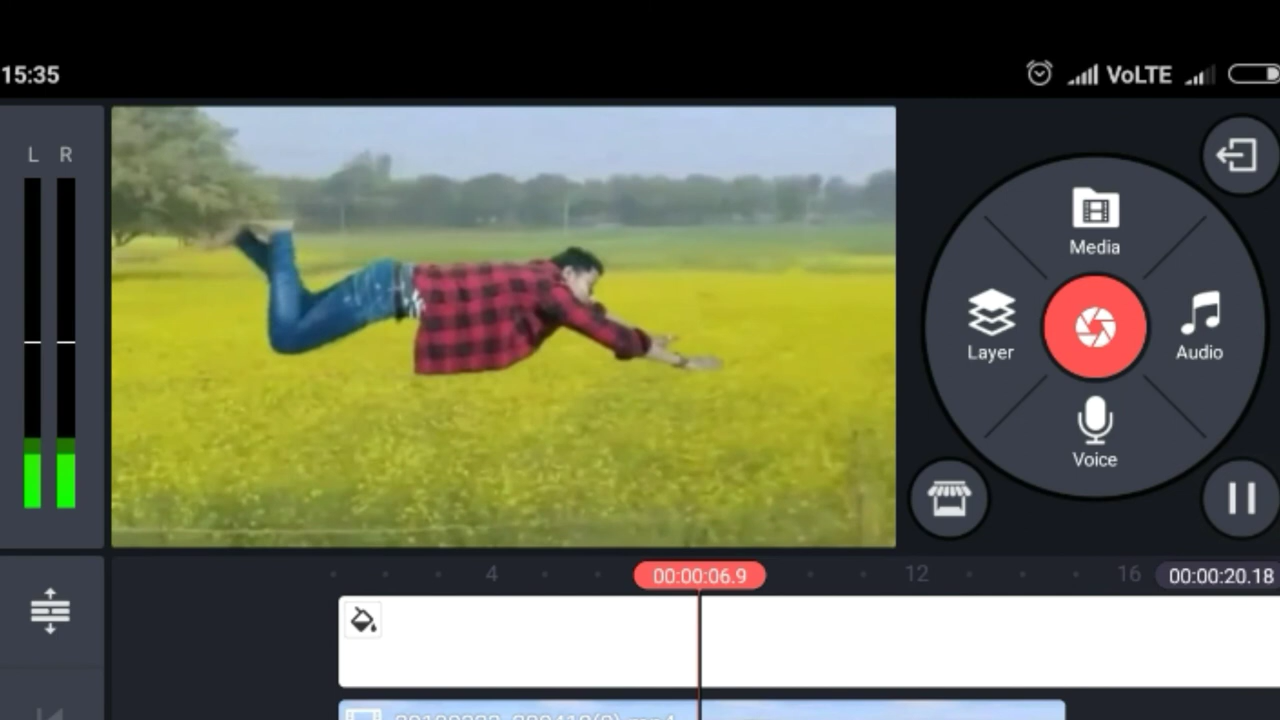 15:35
VoLTE
L R
Media
Layer
Audio
Voice
4
00:00:06.9
12
16
00:00:20.18